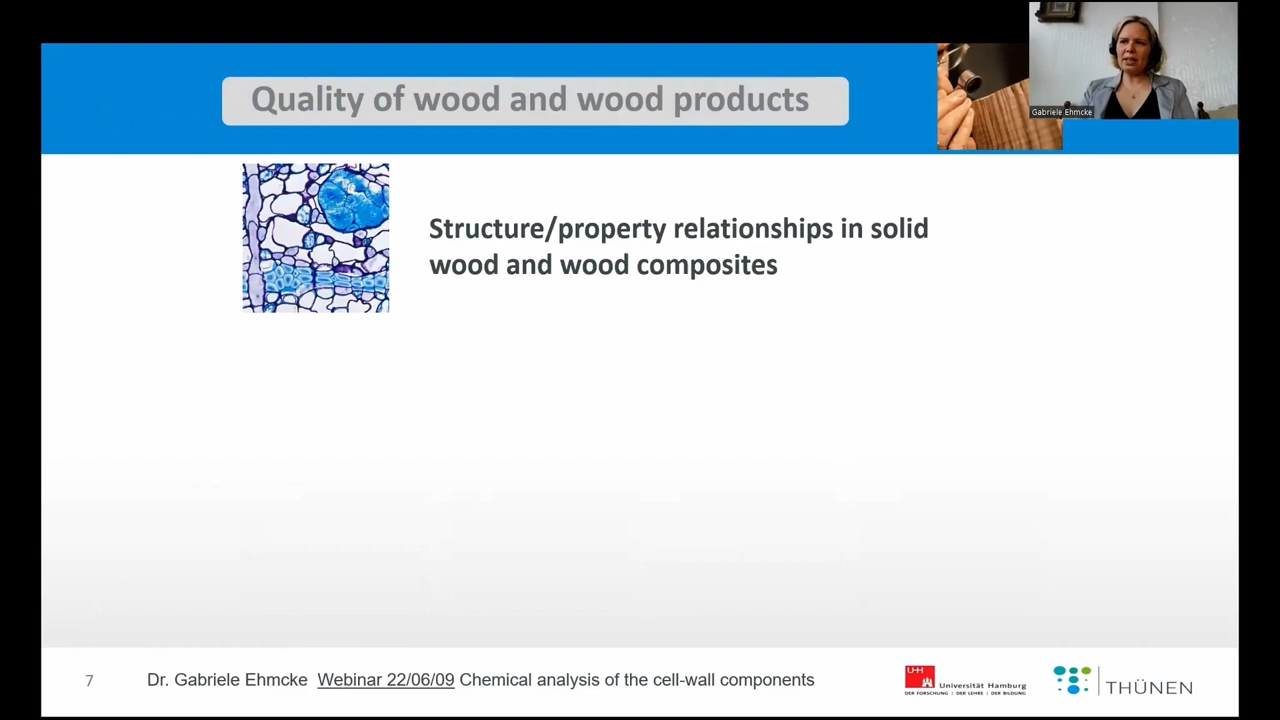 Quality of wood and wood products
Gabriele Ehmcke
Structure/property relationships in solid
wood and wood composites
7
Dr. Gabriele Ehmcke Webinar 22/06/09 Chemical analysis of the cell-wall components
UH
Universität Hamburg
DER FORSCHUNG | DER LEHRE | DER BILDUNG
THÜNEN